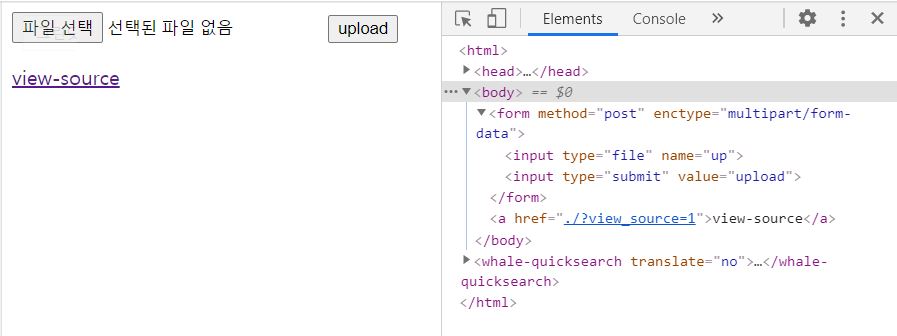 파일 선택 선택된 파일 없음 upload
view-source
Elements Console »
<html>
<head>…</head>
••• <body> == $0
<form method="post" enctype="multipart/form-
data">
<input type="file" name="up">
<input type="submit" value="upload">
</form>
<a href="./?view_source=1">view-source</a>
</body>
<whale-quicksearch translate="no">…</whale-
quicksearch>
</html>